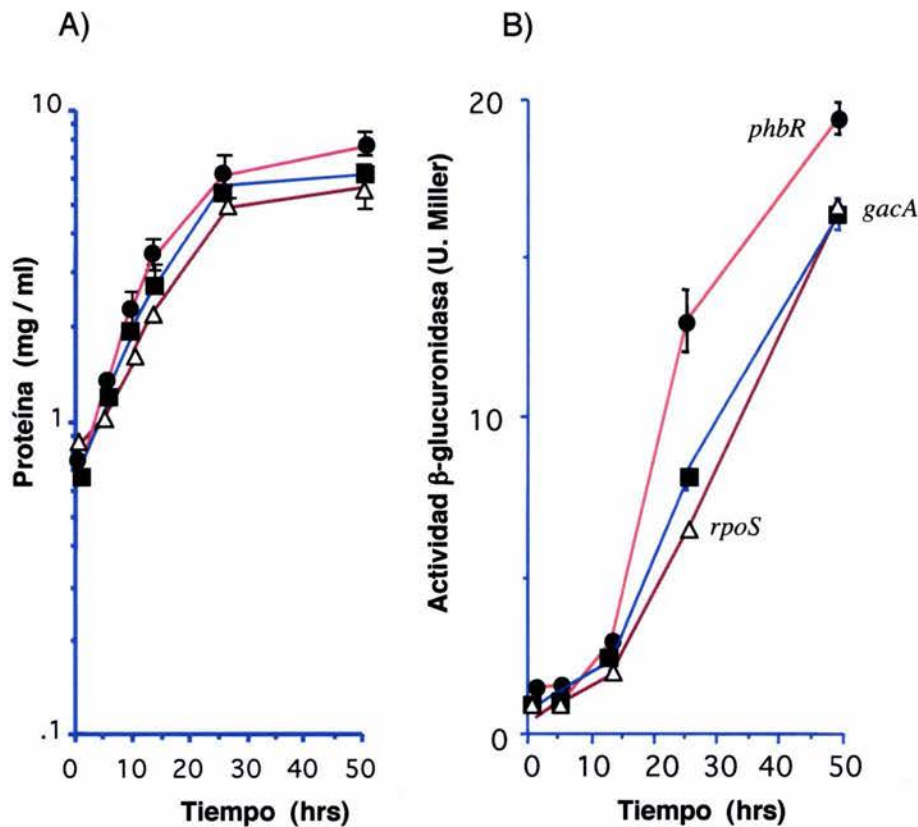 A)
10
1
.1
0 10 20 30 40 50
Proteína (mg / ml)
Tiempo (hrs)
B)
20
10
0
0 10 20 30 40 50
Actividad β-glucuronidasa (U. Miller)
Tiempo (hrs)
phbR
gacA
rpoS